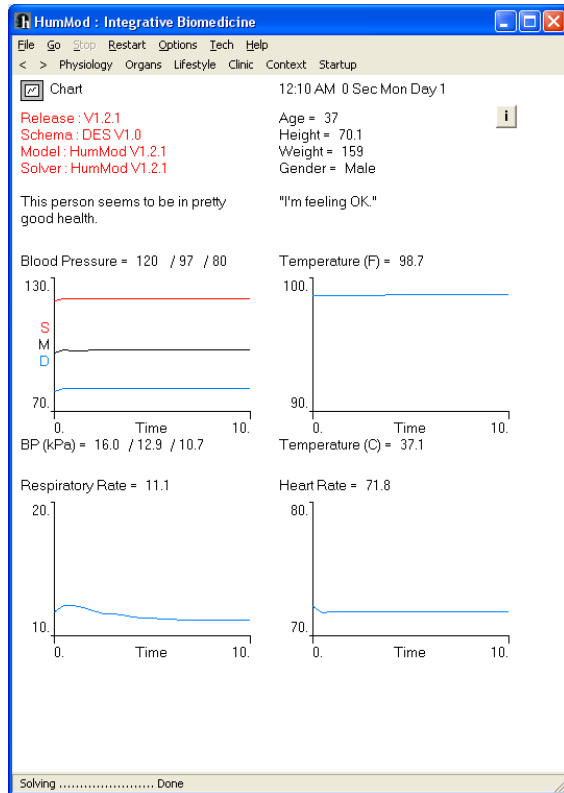 HumMod : Integrative Biomedicine
File Go Stop Restart Options Tech Help
< > Physiology Organs Lifestyle Clinic Context Startup
Chart
12:10 AM 0 Sec Mon Day 1
Release : V1.2.1
Schema : DES V1.0
Model : HumMod V1.2.1
Solver : HumMod V1.2.1
Age = 37
Height = 70.1
Weight = 159
Gender = Male
i
This person seems to be in pretty
good health.
"I'm feeling OK."
Blood Pressure = 120 / 97 / 80
130.
S
M
D
70.
0. Time 10.
BP (kPa) = 16.0 / 12.9 / 10.7
Temperature (F) = 98.7
100.
90.
0. Time 10.
Temperature (C) = 37.1
Respiratory Rate = 11.1
20.
10.
0. Time 10.
Heart Rate = 71.8
80.
70.
0. Time 10.
Solving ........................ Done